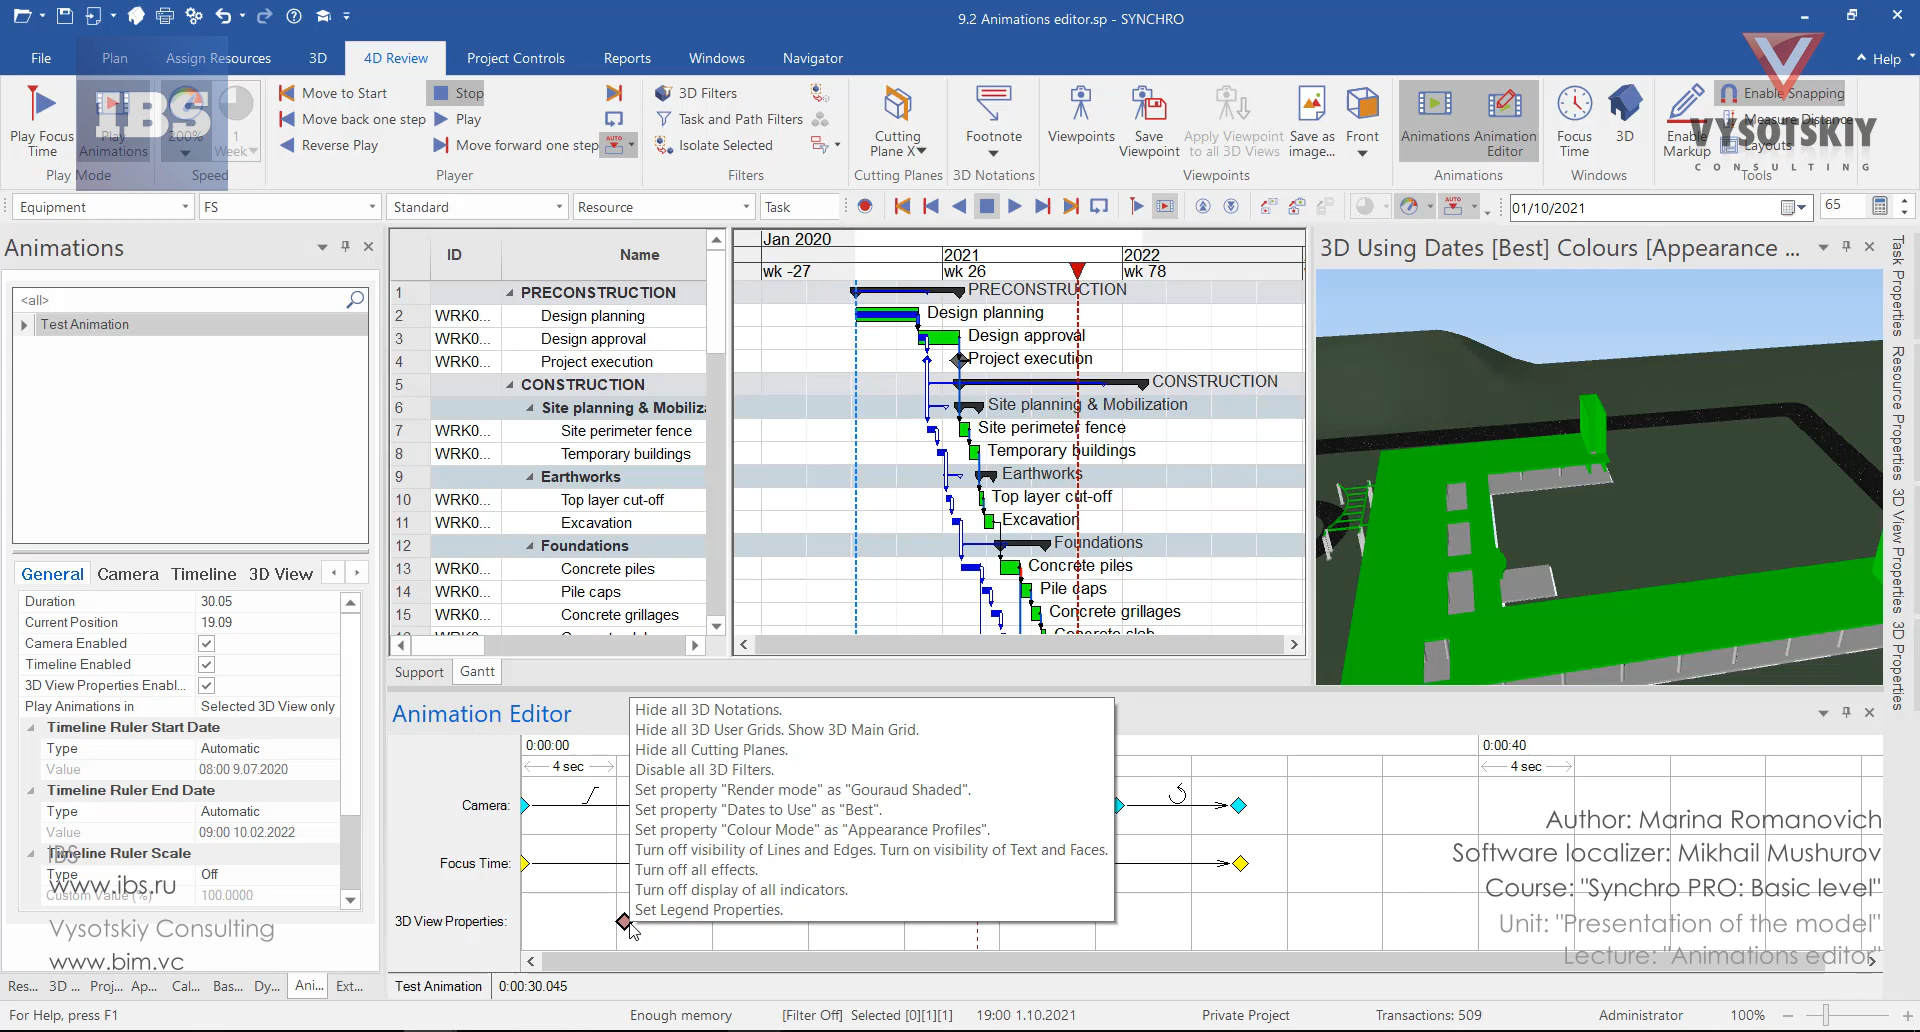 9.2 Animations editor.sp - SYNCHRO
File
Plan
Assign Resources
3D
4D Review
Project Controls
Reports
Windows
Navigator
Help
Play Focus Time
Play Animations
200%
1 Week
IBS
Move to Start
Move back one step
Reverse Play
Stop
Play
Move forward one step
AUTO
3D Filters
Task and Path Filters
Isolate Selected
Cutting Plane X
Footnote
Viewpoints
Save Viewpoint
Apply Viewpoint to all 3D Views
Save as image...
Front
Animations
Animation Editor
Focus Time
3D
Enable Markup
Enable Snapping
Measure Distance
Layouts
VYSOTSKIY
CONSULTING
Play Mode
Speed
Player
Filters
Cutting Planes
3D Notations
Viewpoints
Animations
Windows
Tools
Equipment
FS
Standard
Resource
Task
AUTO
01/10/2021
65
Animations
<all>
Test Animation
General
Camera
Timeline
3D View
Duration 30.05
Current Position 19.09
Camera Enabled
Timeline Enabled
3D View Properties Enabl...
Play Animations in Selected 3D View only
Timeline Ruler Start Date
Type Automatic
Value 08:00 9.07.2020
Timeline Ruler End Date
Type Automatic
Value 09:00 10.02.2022
Timeline Ruler Scale
Type Off
Custom Value (%) 100.0000
IBS
www.ibs.ru
Vysotskiy Consulting
www.bim.vc
Res...
3D ...
Proj...
Ap...
Cal...
Bas...
Dy...
Ani...
Ext...
ID Name
1 PRECONSTRUCTION
2 WRK0... Design planning
3 WRK0... Design approval
4 WRK0... Project execution
5 CONSTRUCTION
6 Site planning & Mobiliz
7 WRK0... Site perimeter fence
8 WRK0... Temporary buildings
9 Earthworks
10 WRK0... Top layer cut-off
11 WRK0... Excavation
12 Foundations
13 WRK0... Concrete piles
14 WRK0... Pile caps
15 WRK0... Concrete grillages
Support
Gantt
Jan 2020
2021
2022
wk -27
wk 26
wk 78
PRECONSTRUCTION
Design planning
Design approval
Project execution
CONSTRUCTION
Site planning & Mobilization
Site perimeter fence
Temporary buildings
Earthworks
Top layer cut-off
Excavation
Foundations
Concrete piles
Pile caps
Concrete grillages
Concrete slab
3D Using Dates [Best] Colours [Appearance ...
Task Properties
Resource Properties
3D View Properties
3D Properties
Animation Editor
0:00:00
0:00:40
4 sec
4 sec
Camera:
Focus Time:
3D View Properties:
Hide all 3D Notations.
Hide all 3D User Grids. Show 3D Main Grid.
Hide all Cutting Planes.
Disable all 3D Filters.
Set property "Render mode" as "Gouraud Shaded".
Set property "Dates to Use" as "Best".
Set property "Colour Mode" as "Appearance Profiles".
Turn off visibility of Lines and Edges. Turn on visibility of Text and Faces.
Turn off all effects.
Turn off display of all indicators.
Set Legend Properties.
Author: Marina Romanovich
Software localizer: Mikhail Mushurov
Course: "Synchro PRO: Basic level"
Unit: "Presentation of the model"
Lecture: "Animations editor"
Test Animation
0:00:30.045
For Help, press F1
Enough memory
[Filter Off]
Selected [0][1][1]
19:00 1.10.2021
Private Project
Transactions: 509
Administrator
100%